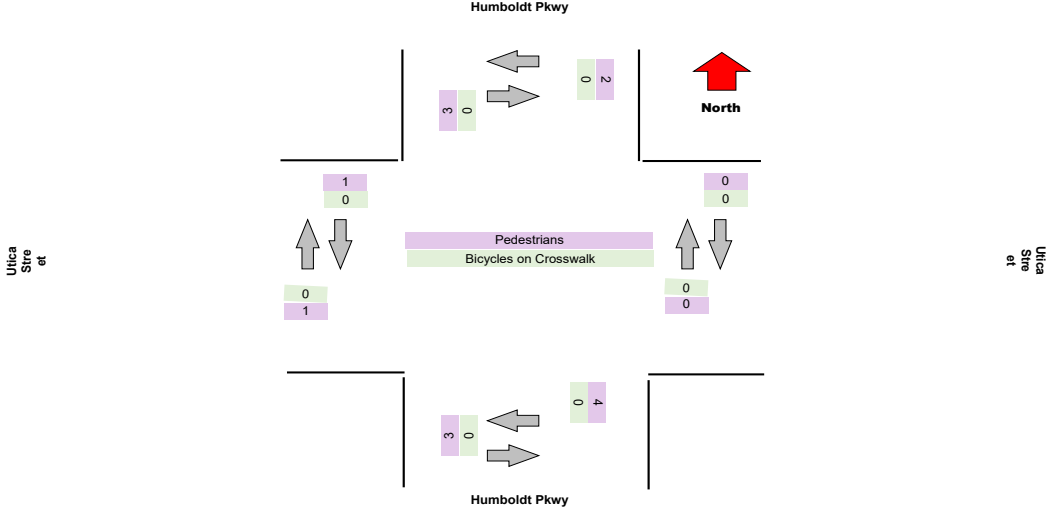 Humboldt Pkwy
0
2
3
0
North
1
0
0
0
Pedestrians
Bicycles on Crosswalk
Utica
Stre
et
Utica
Stre
et
0
1
0
0
0
4
3
0
Humboldt Pkwy